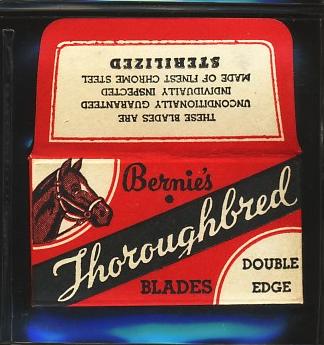 THESE BLADES ARE
UNCONDITIONALLY GUARANTEED
INDIVIDUALLY INSPECTED
MADE OF FINEST CHROME STEEL
STERILIZED
Bernie's
Thoroughbred
BLADES
DOUBLE
EDGE